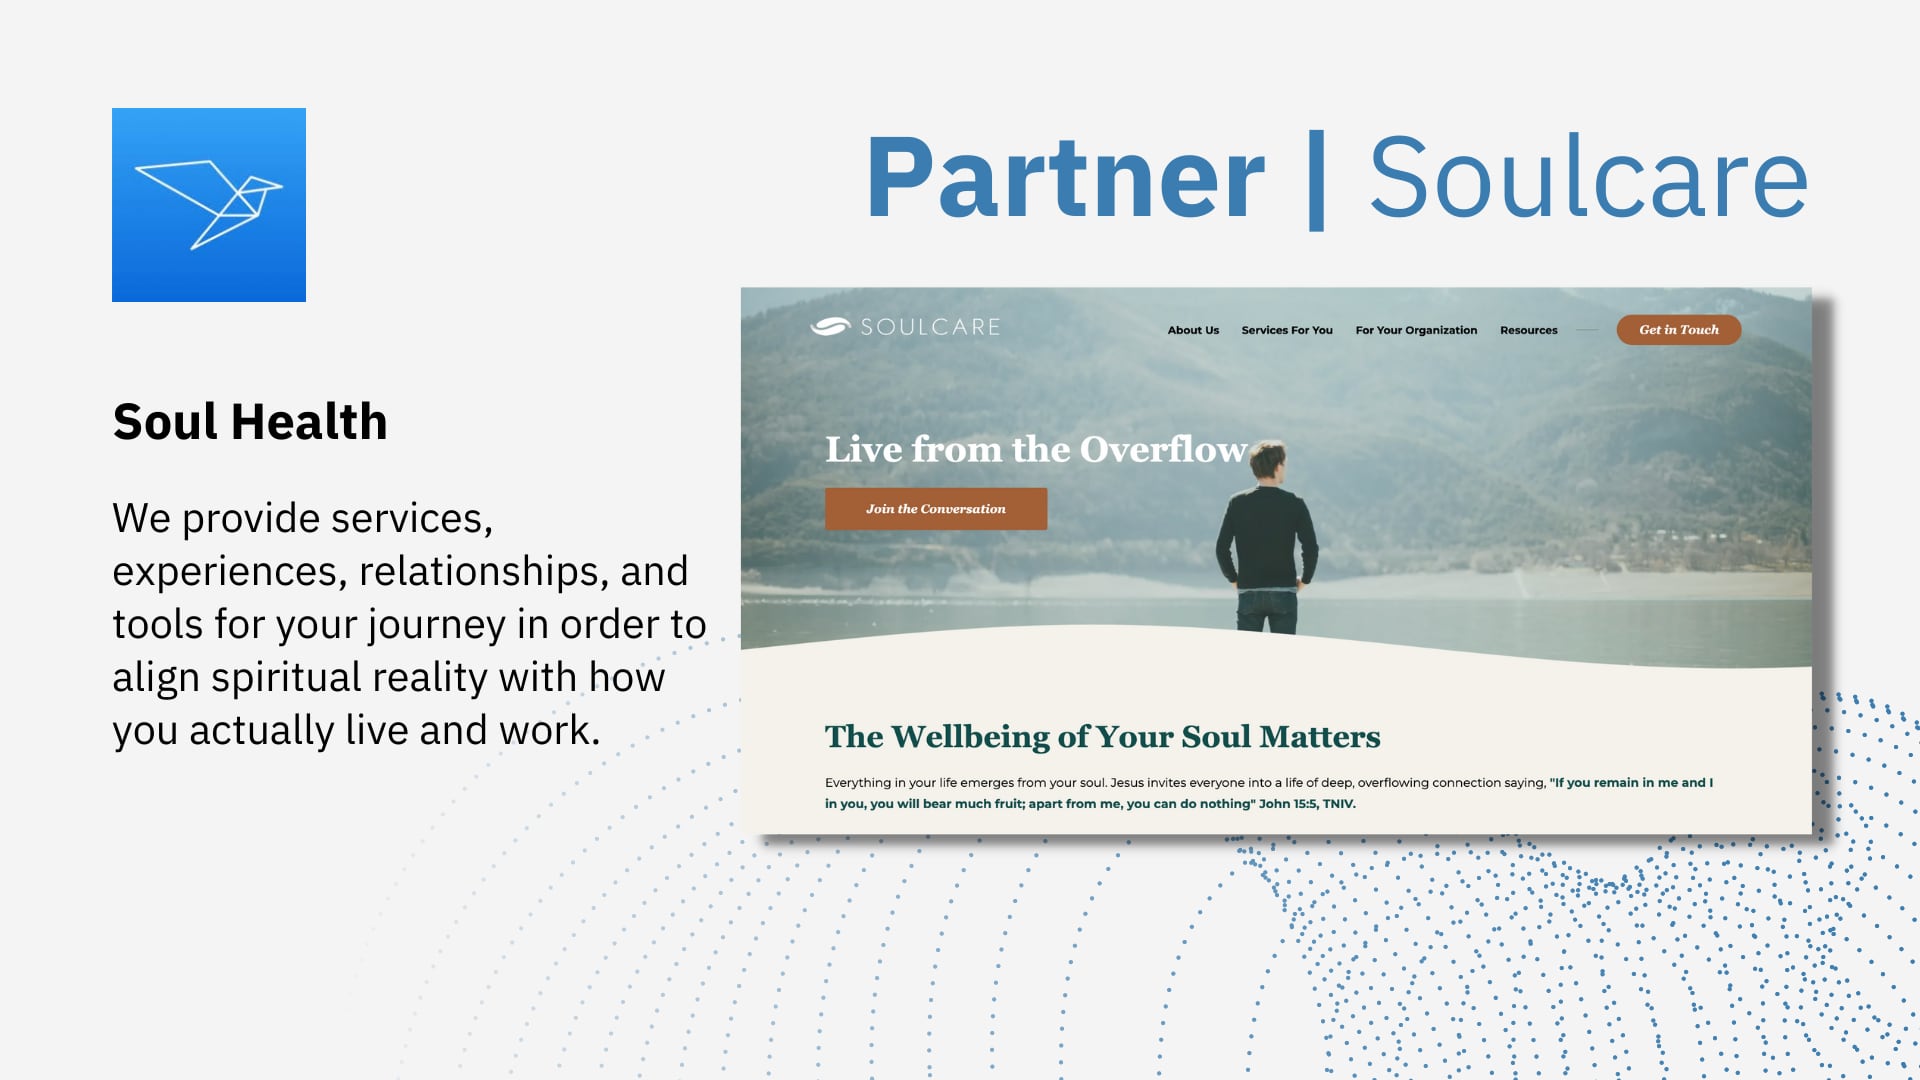 Partner | Soulcare
Soul Health
We provide services,
experiences, relationships, and
tools for your journey in order to
align spiritual reality with how
you actually live and work.
SOULCARE
About Us
Services For You
For Your Organization
Resources
Get in Touch
Live from the Overflow
Join the Conversation
The Wellbeing of Your Soul Matters
Everything in your life emerges from your soul. Jesus invites everyone into a life of deep, overflowing connection saying, "If you remain in me and I
in you, you will bear much fruit; apart from me, you can do nothing" John 15:5, TNIV.